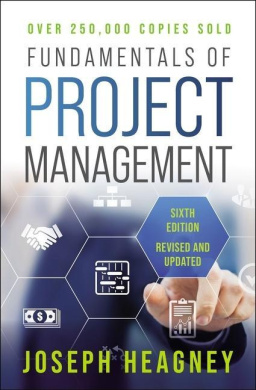 OVER 250,000 COPIES SOLD
FUNDAMENTALS OF
PROJECT
MANAGEMENT
SIXTH
EDITION
REVISED AND
UPDATED
$
JOSEPH HEAGNEY